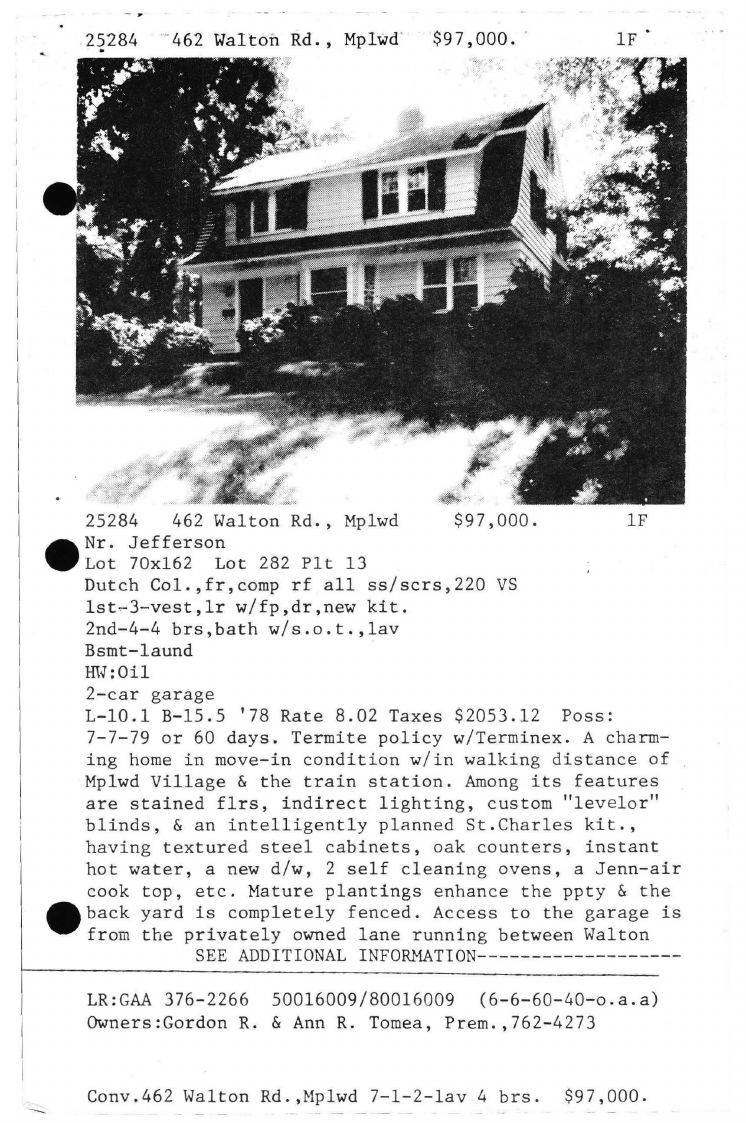 25284 462 Walton Rd., Mplwd $97,000. 1F
25284 462 Walton Rd., Mplwd $97,000. 1F
Nr. Jefferson
Lot 70x162 Lot 282 Plt 13
Dutch Col.,fr,comp rf all ss/scrs,220 VS
1st-3-vest,lr w/fp,dr,new kit.
2nd-4-4 brs,bath w/s.o.t.,lav
Bsmt-laund
HW:Oil
2-car garage
L-10.1 B-15.5 '78 Rate 8.02 Taxes $2053.12 Poss:
7-7-79 or 60 days. Termite policy w/Terminex. A charm-
ing home in move-in condition w/in walking distance of
Mplwd Village & the train station. Among its features
are stained flrs, indirect lighting, custom "levelor"
blinds, & an intelligently planned St.Charles kit.,
having textured steel cabinets, oak counters, instant
hot water, a new d/w, 2 self cleaning ovens, a Jenn-air
cook top, etc. Mature plantings enhance the ppty & the
back yard is completely fenced. Access to the garage is
from the privately owned lane running between Walton
SEE ADDITIONAL INFORMATION-------------------
LR:GAA 376-2266 50016009/80016009 (6-6-60-40-o.a.a)
Owners:Gordon R. & Ann R. Tomea, Prem.,762-4273
Conv.462 Walton Rd.,Mplwd 7-1-2-lav 4 brs. $97,000.